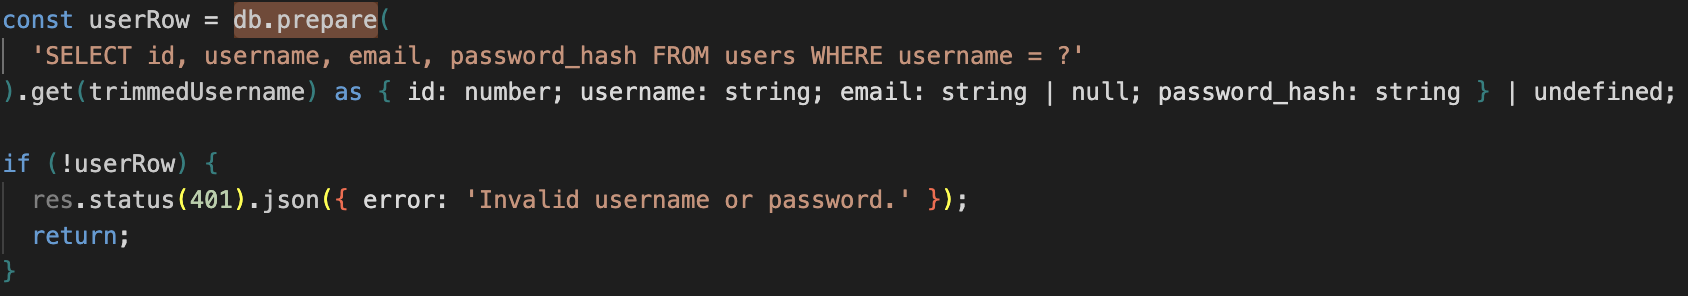 const userRow = db.prepare(
  'SELECT id, username, email, password_hash FROM users WHERE username = ?'
).get(trimmedUsername) as { id: number; username: string; email: string | null; password_hash: string } | undefined;

if (!userRow) {
  res.status(401).json({ error: 'Invalid username or password.' });
  return;
}